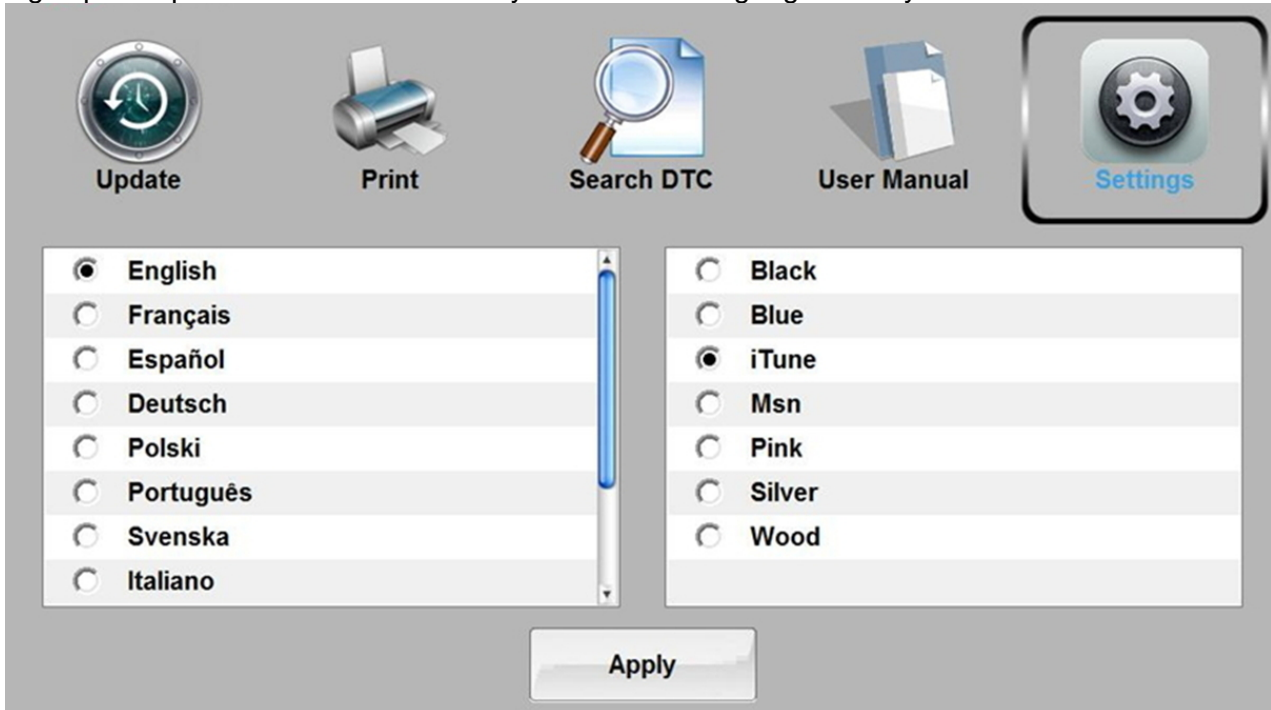 Update Print Search DTC User Manual Settings
English
Français
Español
Deutsch
Polski
Português
Svenska
Italiano
Black
Blue
iTune
Msn
Pink
Silver
Wood
Apply